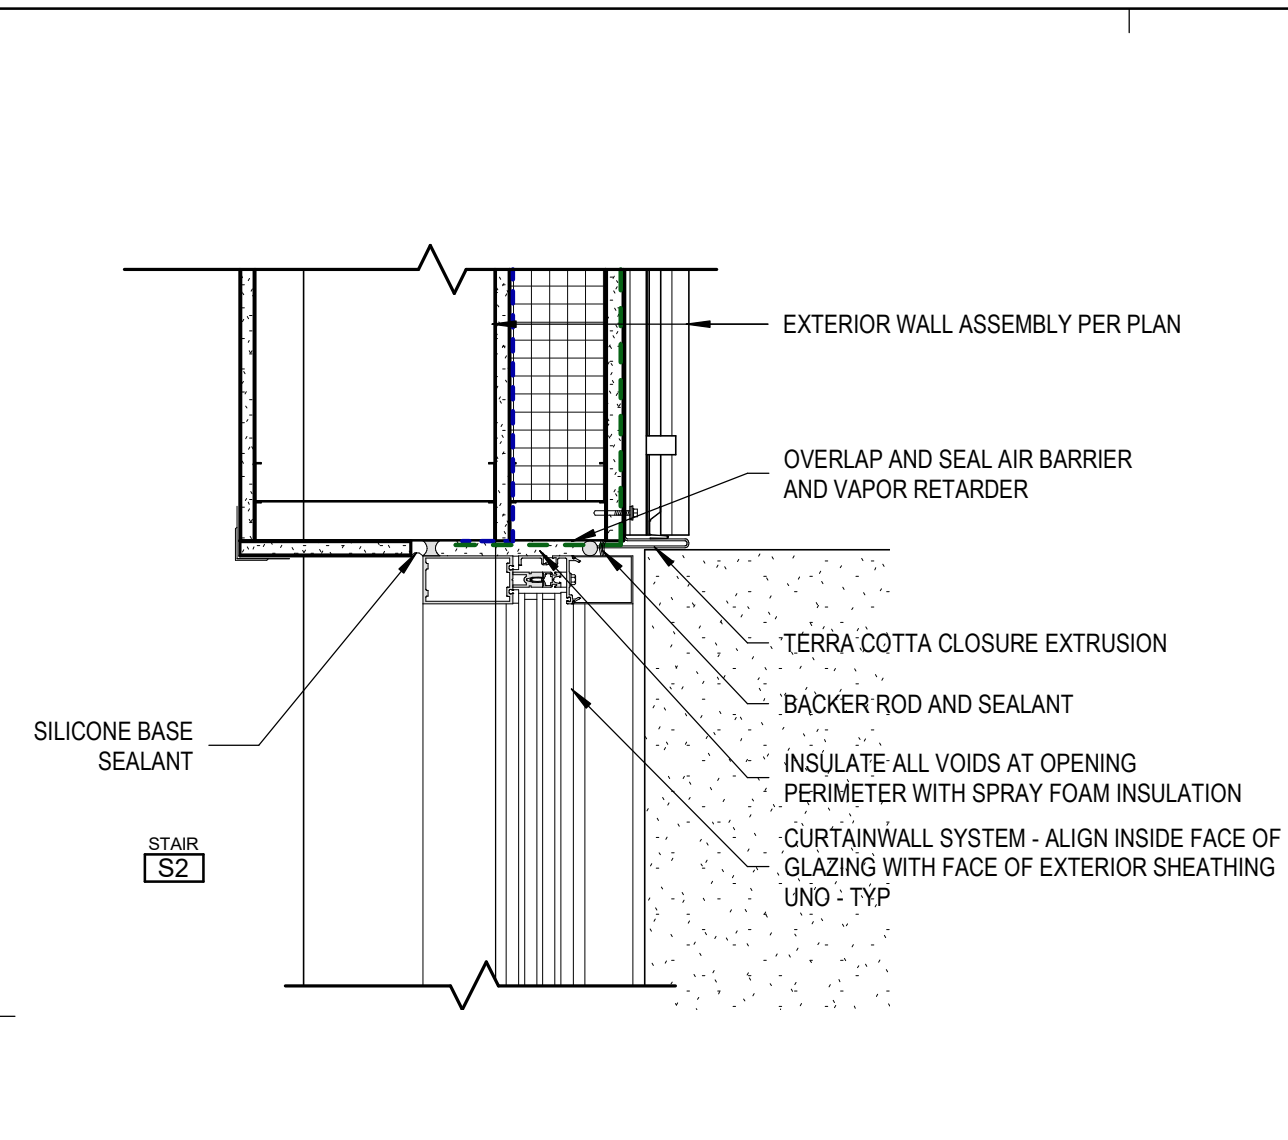 EXTERIOR WALL ASSEMBLY PER PLAN
OVERLAP AND SEAL AIR BARRIER
AND VAPOR RETARDER
TERRA COTTA CLOSURE EXTRUSION
BACKER ROD AND SEALANT
INSULATE ALL VOIDS AT OPENING
PERIMETER WITH SPRAY FOAM INSULATION
CURTAINWALL SYSTEM - ALIGN INSIDE FACE OF
GLAZING WITH FACE OF EXTERIOR SHEATHING
UNO - TYP
SILICONE BASE
SEALANT
STAIR
S2